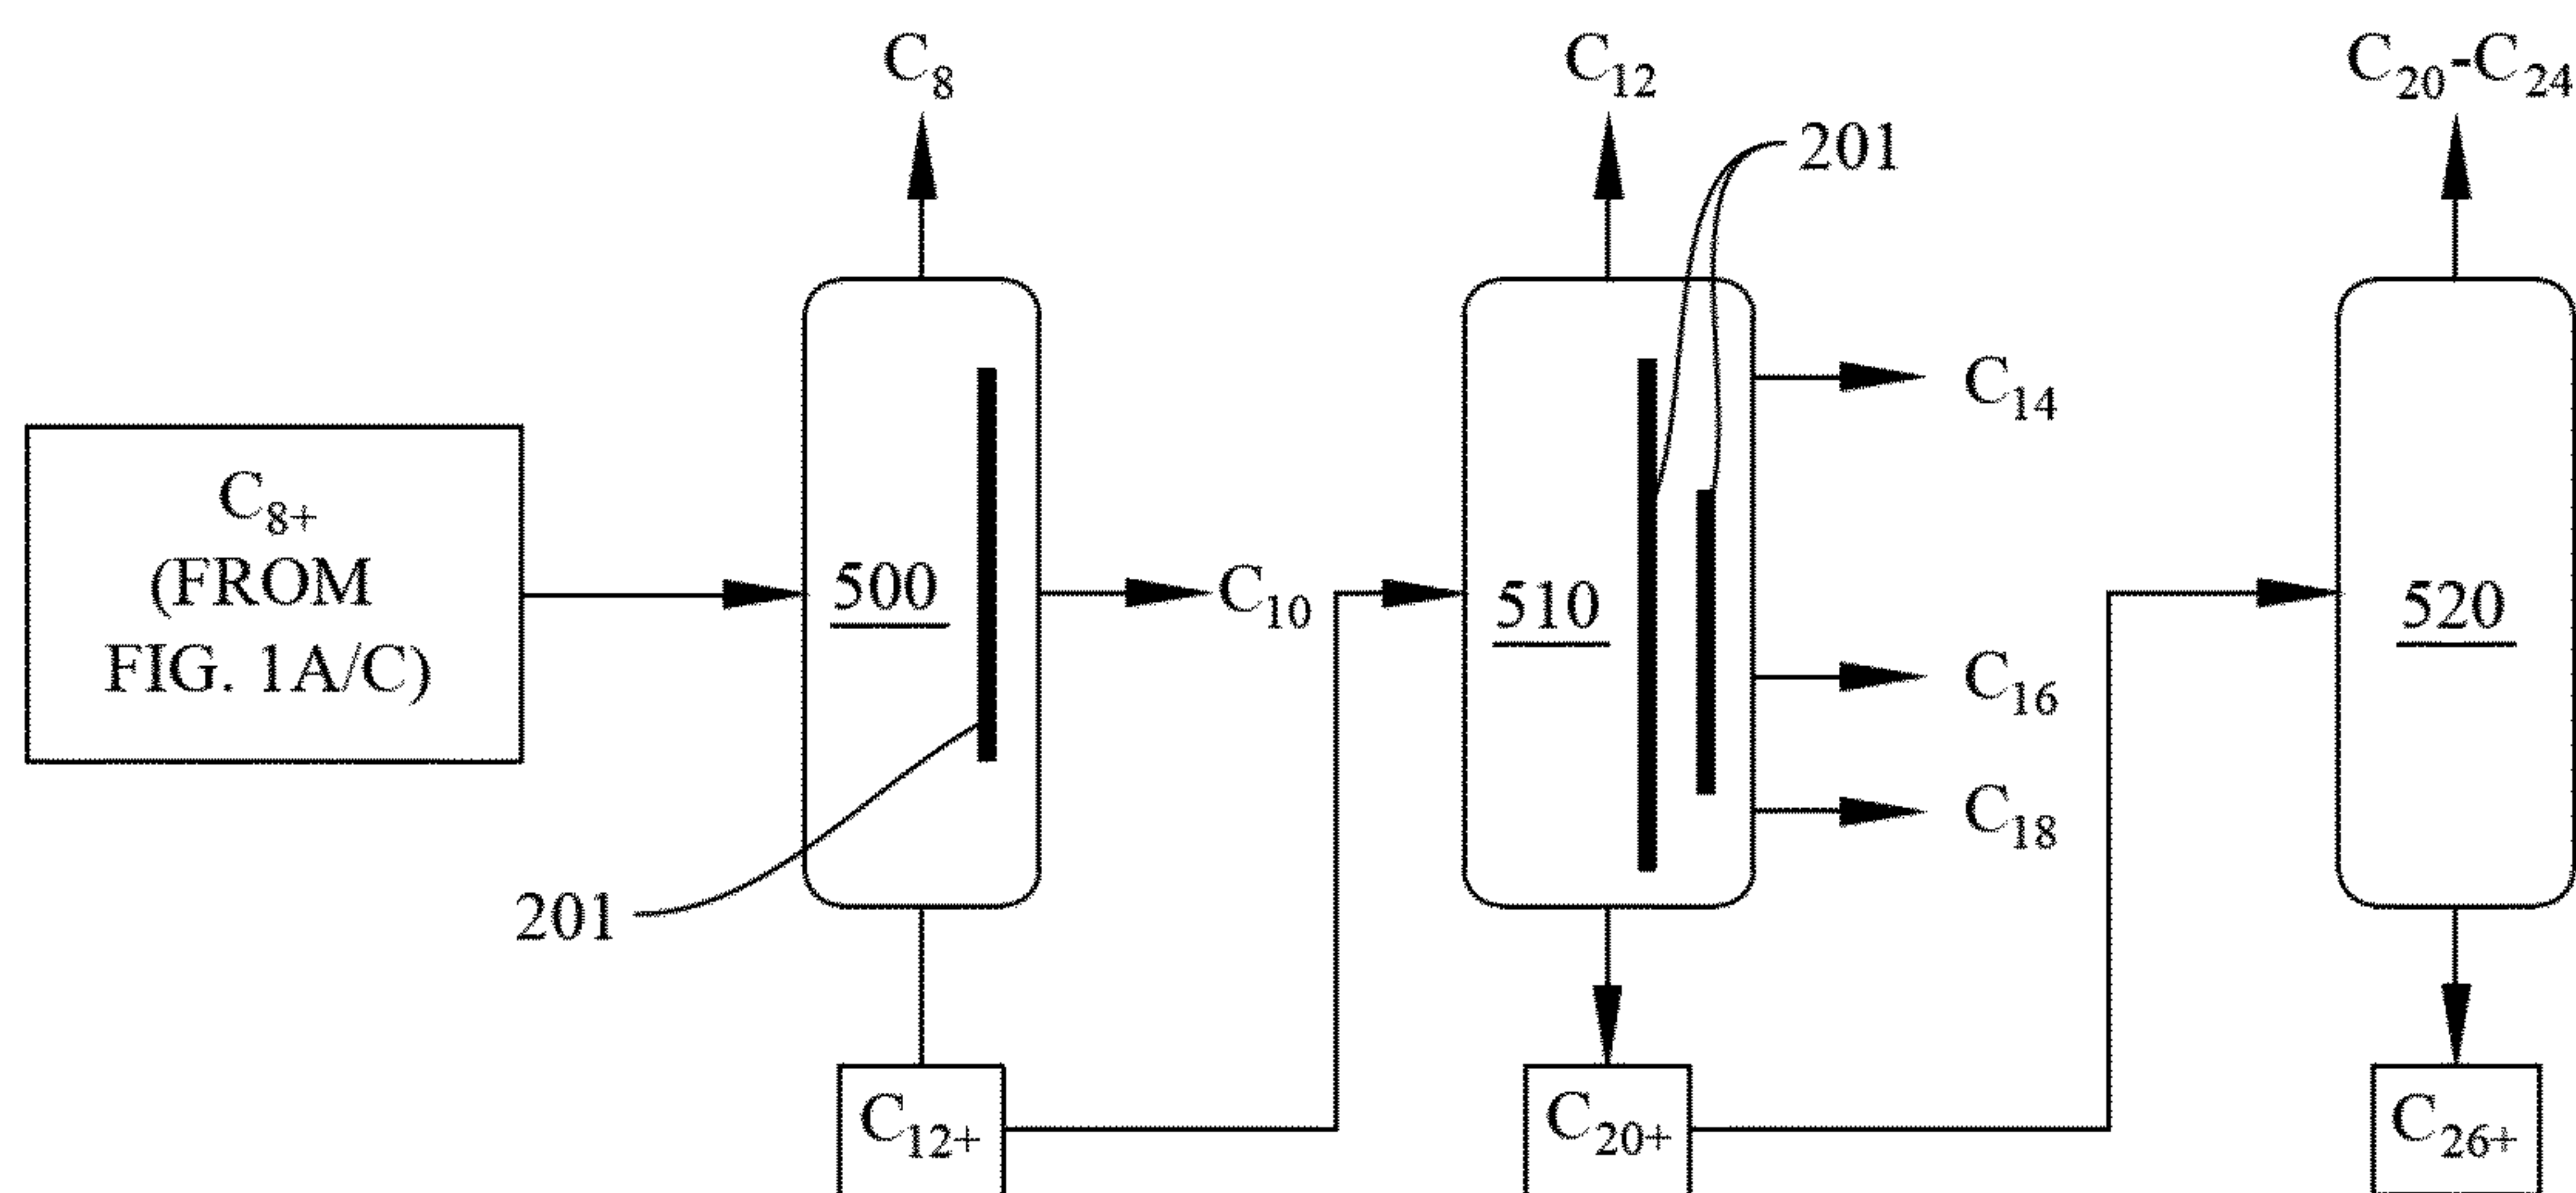 C₈
C₁₂
C₂₀-C₂₄
201
C₁₄
C₈₊
(FROM
FIG. 1A/C)
500
C₁₀
510
520
C₁₆
C₁₈
201
C₁₂₊
C₂₀₊
C₂₆₊